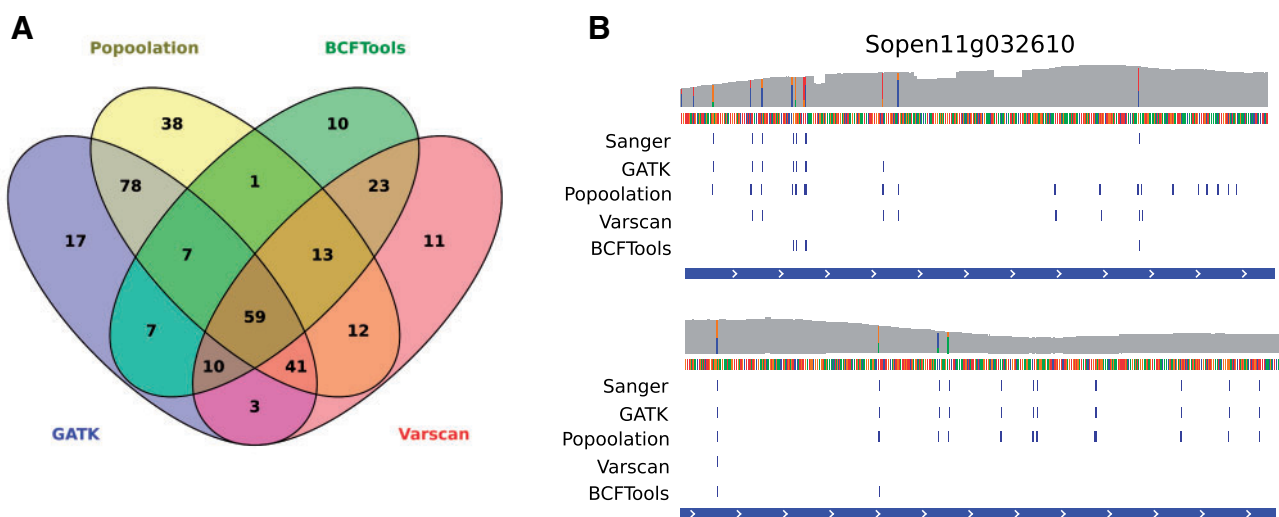 A
B
Popoolation
BCFTools
Sopen11g032610
38
10
78
1
23
17
7
13
11
59
7
12
10
41
3
GATK
Varscan
Sanger
GATK
Popoolation
Varscan
BCFTools
Sanger
GATK
Popoolation
Varscan
BCFTools